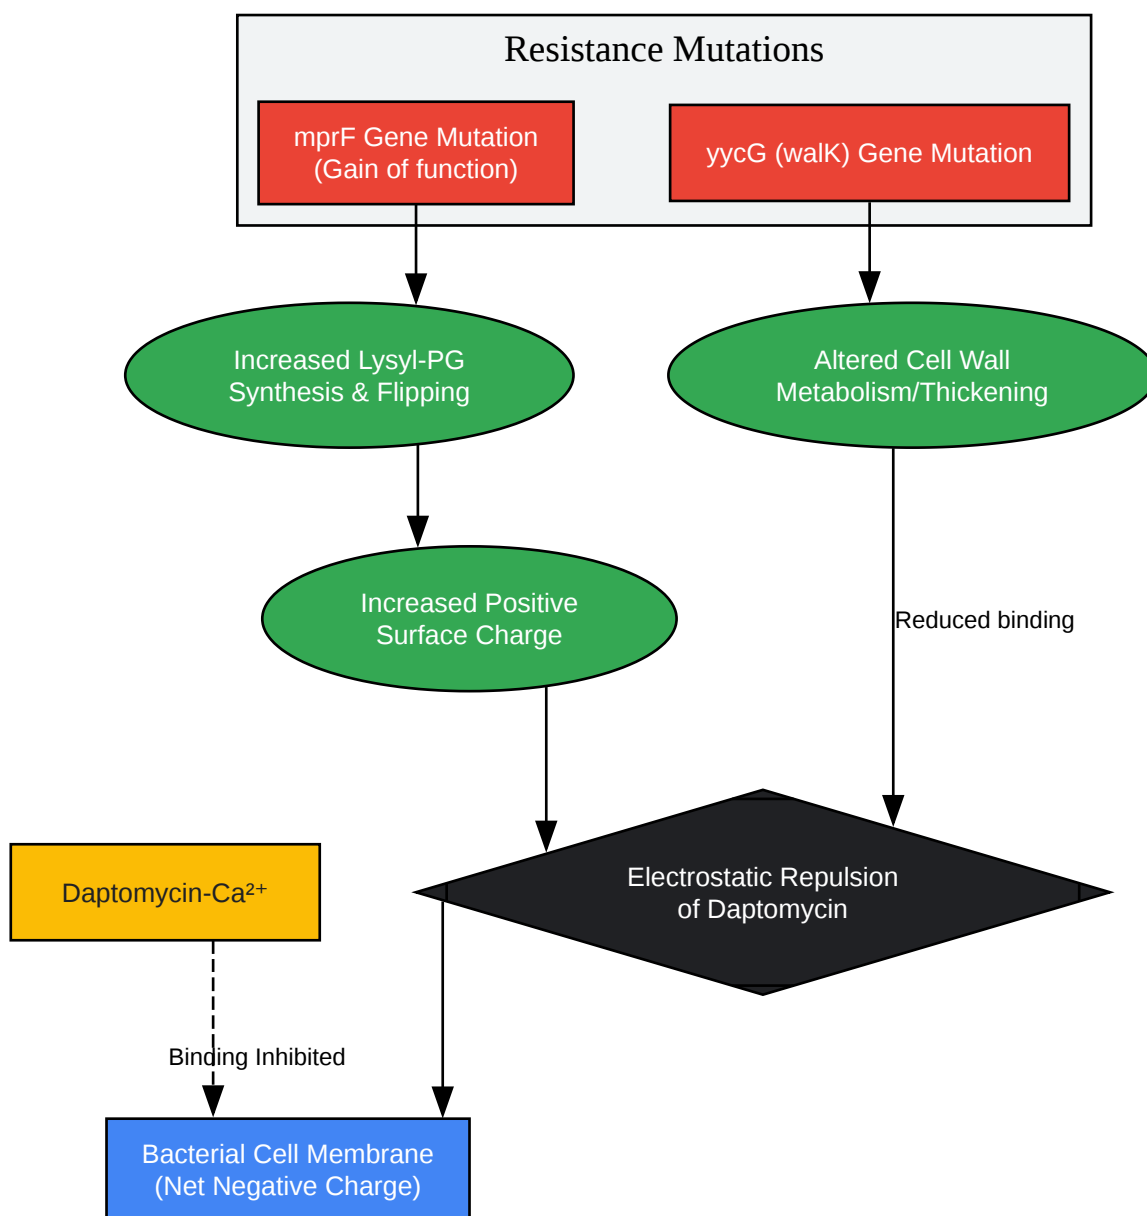 Resistance Mutations
mprF Gene Mutation
(Gain of function)
yycG (walK) Gene Mutation
Increased Lysyl-PG
Synthesis & Flipping
Altered Cell Wall
Metabolism/Thickening
Increased Positive
Surface Charge
Reduced binding
Electrostatic Repulsion
of Daptomycin
Daptomycin-Ca²⁺
Binding Inhibited
Bacterial Cell Membrane
(Net Negative Charge)